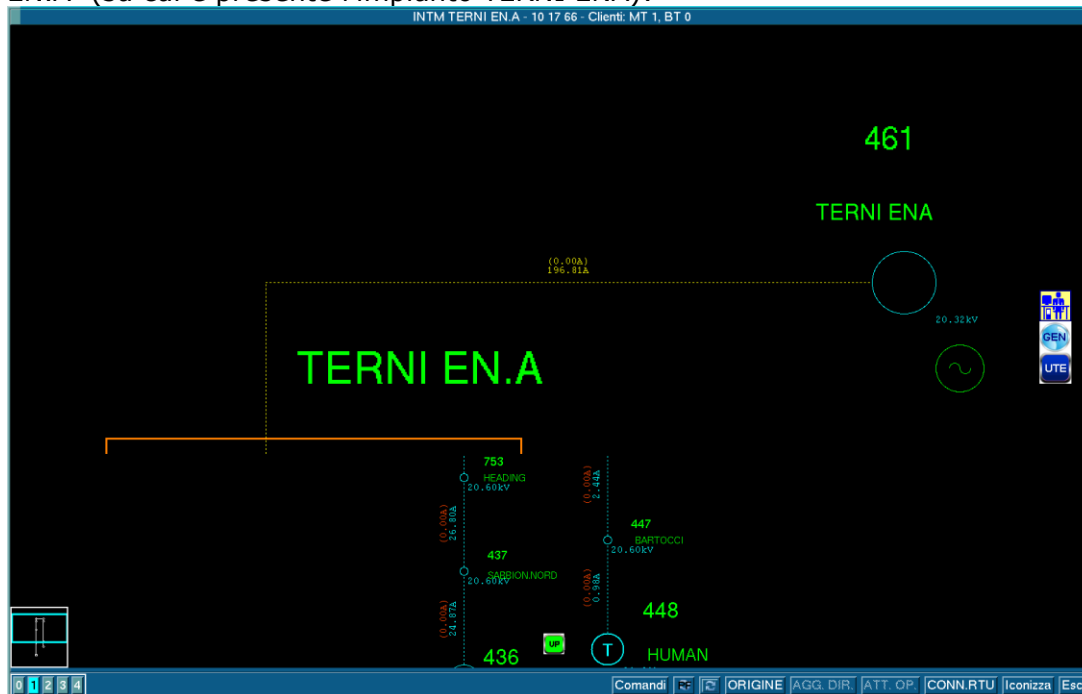 EN.A" (su cui è presente l'impianto TERNI ENA):
INTM TERNI EN.A - 10 17 66 - Clienti: MT 1, BT 0
461
TERNI ENA
(0.00A)
196.81A
20.32kV
GEN
UTE
TERNI EN.A
753
HEADING
20.60kV
(0.00A)
26.80A
437
SABBION.NORD
20.60kV
(0.00A)
24.87A
436
UP
(0.00A)
2.44A
447
BARTOCCI
20.60kV
(0.00A)
0.98A
448
T
HUMAN
0 1 2 3 4
Comandi ORIGINE AGG. DIR. ATT. OP. CONN.RTU Iconizza Esc